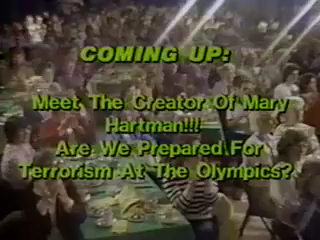 COMING UP:
Meet The Creator Of Mary
Hartman!!!
Are We Prepared For
Terrorism At The Olympics?